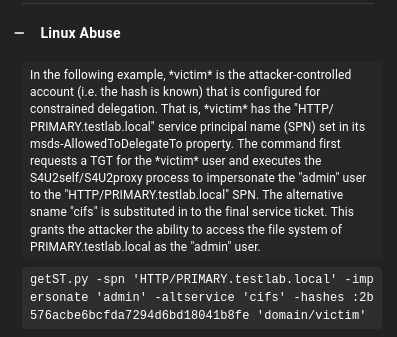 – Linux Abuse
In the following example, *victim* is the attacker-controlled
account (i.e. the hash is known) that is configured for
constrained delegation. That is, *victim* has the "HTTP/
PRIMARY.testlab.local" service principal name (SPN) set in its
msds-AllowedToDelegateTo property. The command first
requests a TGT for the *victim* user and executes the
S4U2self/S4U2proxy process to impersonate the "admin" user
to the "HTTP/PRIMARY.testlab.local" SPN. The alternative
sname "cifs" is substituted in to the final service ticket. This
grants the attacker the ability to access the file system of
PRIMARY.testlab.local as the "admin" user.
getST.py -spn 'HTTP/PRIMARY.testlab.local' -imp
ersonate 'admin' -altservice 'cifs' -hashes :2b
576acbe6bcfda7294d6bd18041b8fe 'domain/victim'